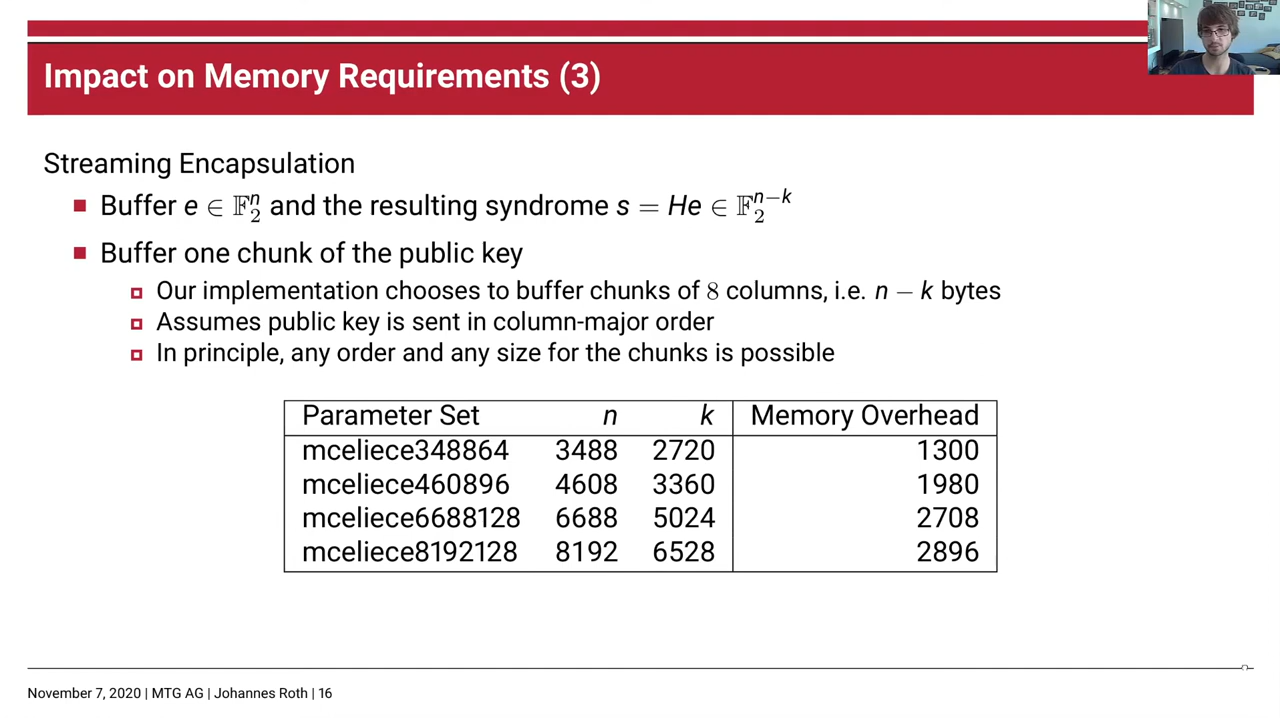 Impact on Memory Requirements (3)
Streaming Encapsulation
Buffer e ∈ 𝔽₂ⁿ and the resulting syndrome s = He ∈ 𝔽₂ⁿ⁻ᵏ
Buffer one chunk of the public key
Our implementation chooses to buffer chunks of 8 columns, i.e. n − k bytes
Assumes public key is sent in column-major order
In principle, any order and any size for the chunks is possible
Parameter Set n k Memory Overhead
mceliece348864 3488 2720 1300
mceliece460896 4608 3360 1980
mceliece6688128 6688 5024 2708
mceliece8192128 8192 6528 2896
November 7, 2020 | MTG AG | Johannes Roth | 16